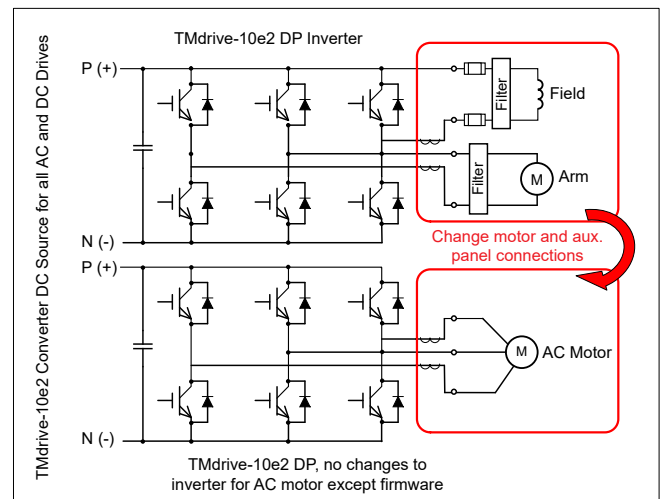 TMdrive-10e2 Converter DC Source for all AC and DC Drives
TMdrive-10e2 DP Inverter
P (+)
Filter
Field
Filter
M
Arm
N (-)
Change motor and aux.
panel connections
P (+)
M
AC Motor
N (-)
TMdrive-10e2 DP, no changes to
inverter for AC motor except firmware